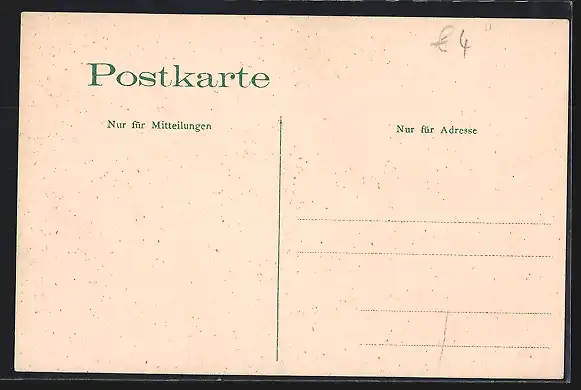 € 4
Postkarte
Nur für Mitteilungen
Nur für Adresse